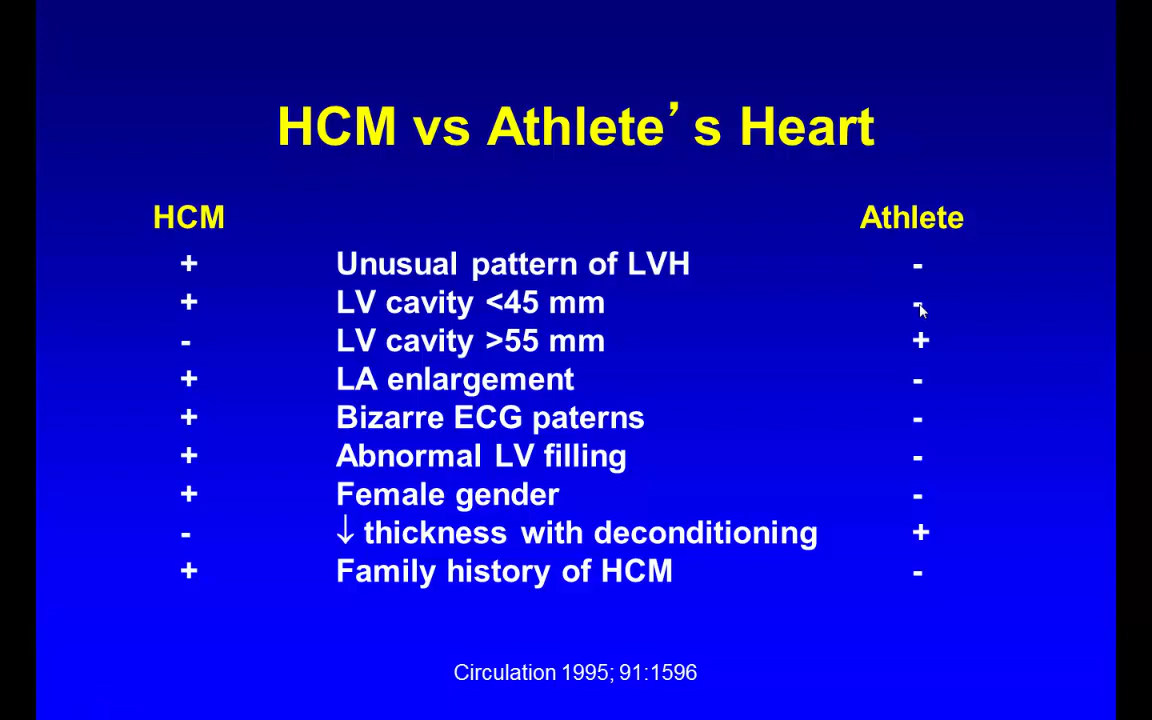 HCM vs Athlete’s Heart
HCM Athlete
+ Unusual pattern of LVH -
+ LV cavity <45 mm -
- LV cavity >55 mm +
+ LA enlargement -
+ Bizarre ECG paterns -
+ Abnormal LV filling -
+ Female gender -
- ↓ thickness with deconditioning +
+ Family history of HCM -
Circulation 1995; 91:1596